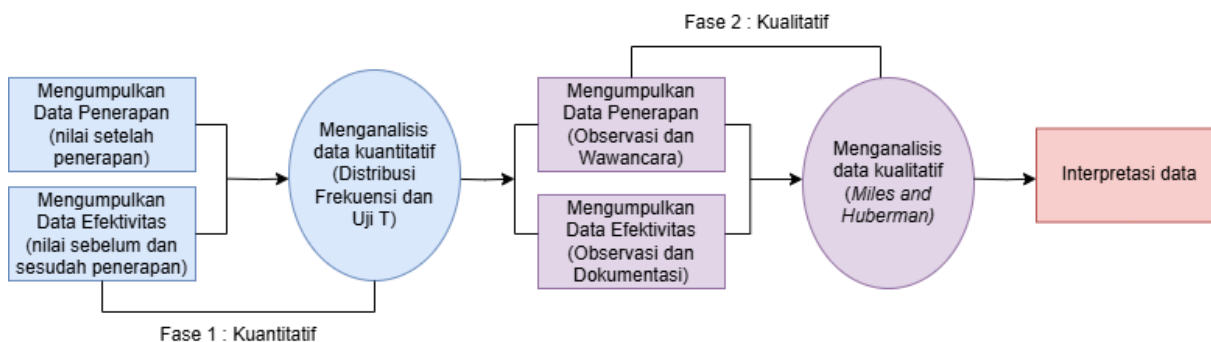 Fase 2 : Kualitatif
Mengumpulkan
Data Penerapan
(nilai setelah
penerapan)
Mengumpulkan
Data Efektivitas
(nilai sebelum dan
sesudah penerapan)
Menganalisis
data kuantitatif
(Distribusi
Frekuensi dan
Uji T)
Mengumpulkan
Data Penerapan
(Observasi dan
Wawancara)
Mengumpulkan
Data Efektivitas
(Observasi dan
Dokumentasi)
Menganalisis
data kualitatif
(Miles and
Huberman)
Interpretasi data
Fase 1 : Kuantitatif